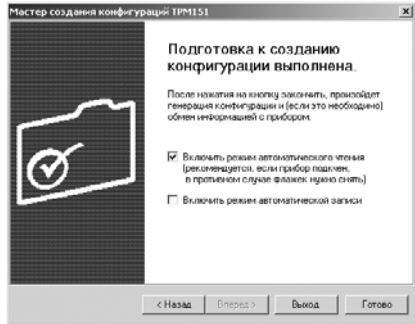 Мастер создания конфигураций ТРМ151
Подготовка к созданию
конфигурации выполнена.
После нажатия на кнопку закончить, произойдет
генерация конфигурации и (если это необходимо)
обмен информацией с прибором.
Включить режим автоматического чтения
(рекомендуется, если прибор подкчен,
в противном случае флажек нужно снять)
Включить режим автоматической записи
< Назад
Вперед >
Выход
Готово